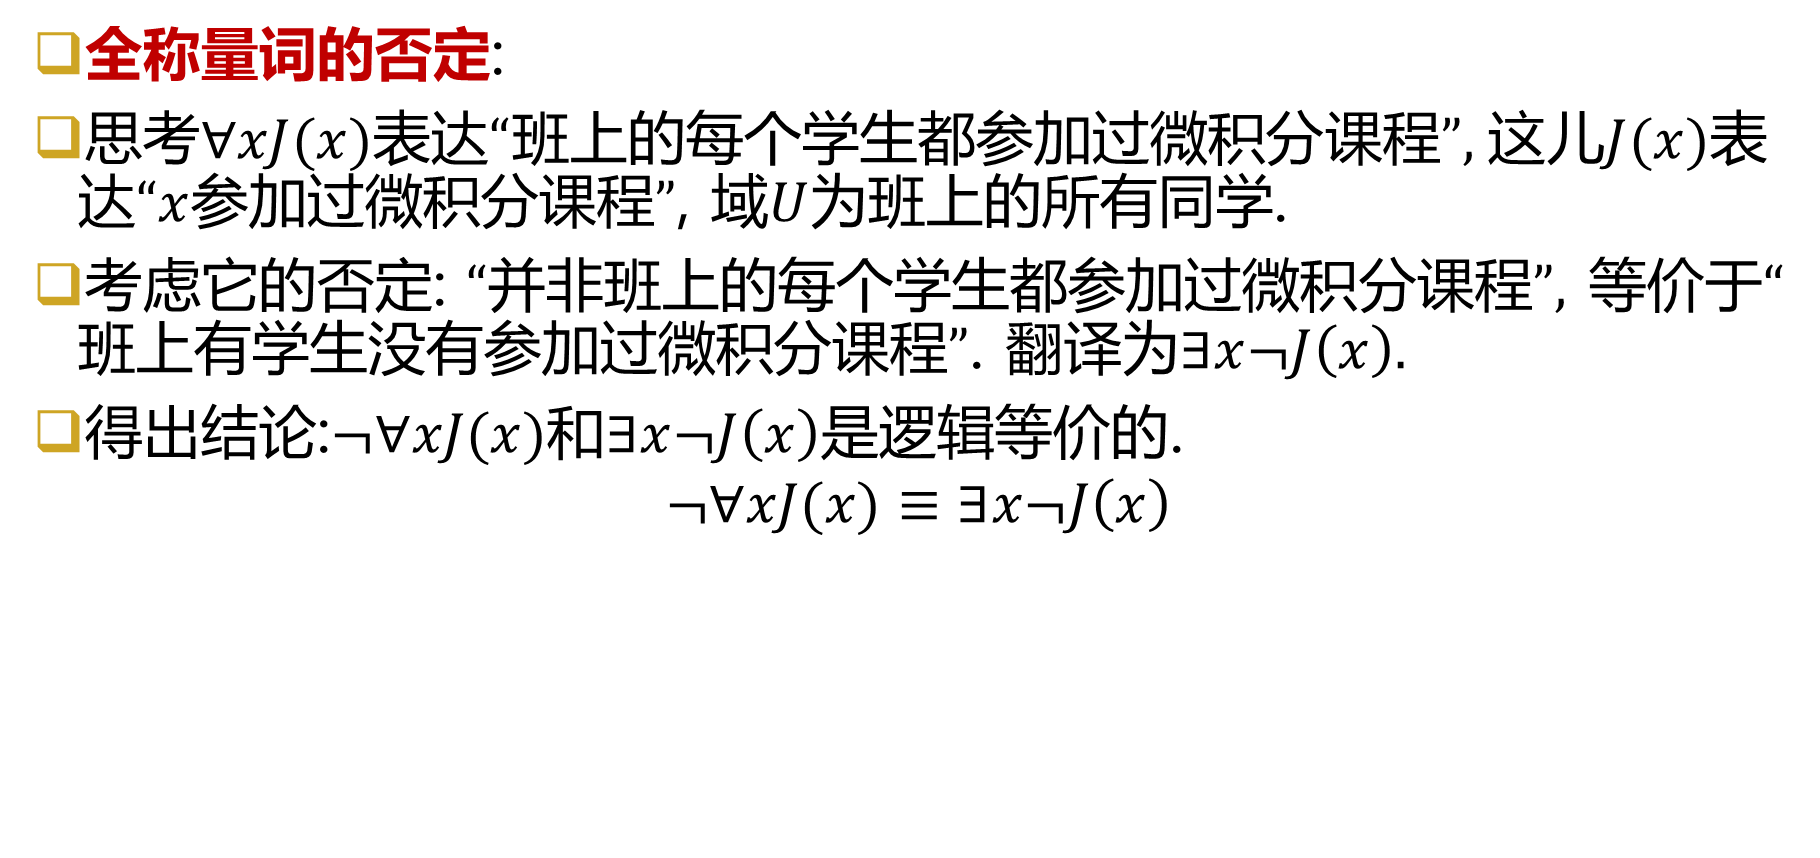 ❑全称量词的否定:
❑思考∀xJ(x)表达“班上的每个学生都参加过微积分课程”, 这儿J(x)表
达“x参加过微积分课程”, 域U为班上的所有同学.
❑考虑它的否定: “并非班上的每个学生都参加过微积分课程”, 等价于“
班上有学生没有参加过微积分课程”. 翻译为∃x¬J(x).
❑得出结论:¬∀xJ(x)和∃x¬J(x)是逻辑等价的.
¬∀xJ(x) ≡ ∃x¬J(x)